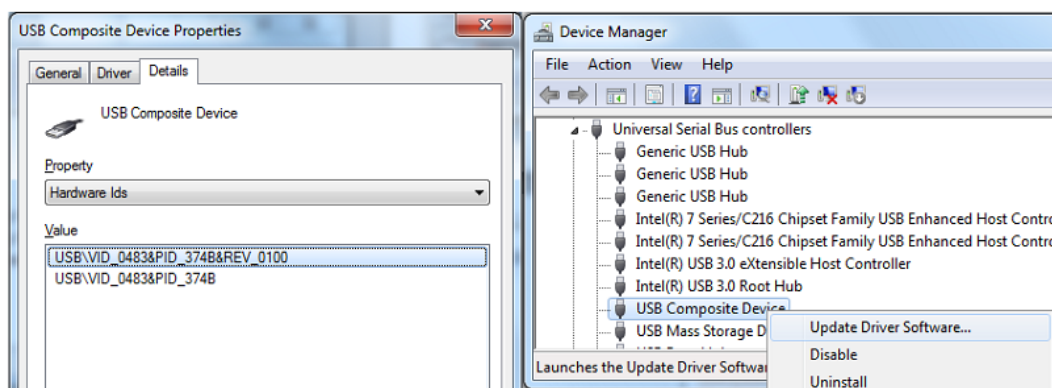 USB Composite Device Properties
General Driver Details
USB Composite Device
Property
Hardware Ids
Value
USB\VID_0483&PID_374B&REV_0100
USB\VID_0483&PID_374B
Device Manager
File Action View Help
Universal Serial Bus controllers
Generic USB Hub
Generic USB Hub
Generic USB Hub
Intel(R) 7 Series/C216 Chipset Family USB Enhanced Host Contro
Intel(R) 7 Series/C216 Chipset Family USB Enhanced Host Contro
Intel(R) USB 3.0 eXtensible Host Controller
Intel(R) USB 3.0 Root Hub
USB Composite Device
USB Mass Storage D
Launches the Update Driver Softwa
Update Driver Software...
Disable
Uninstall